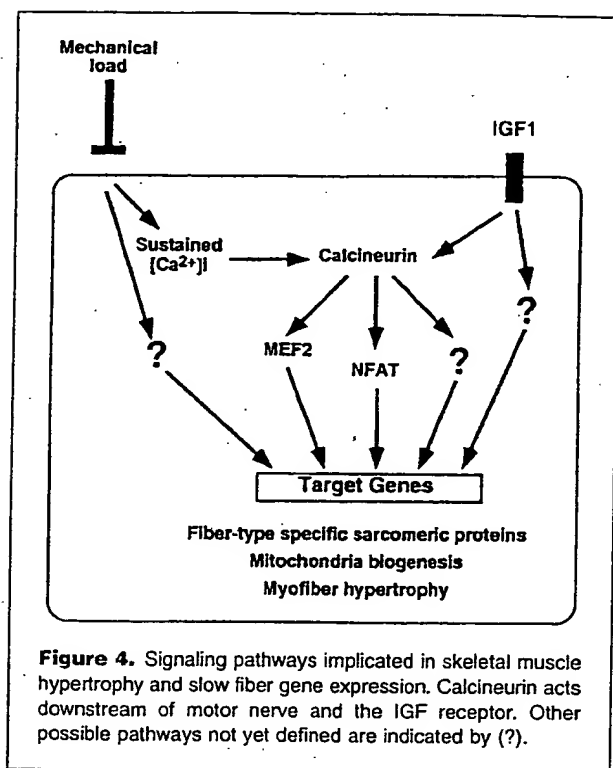 Mechanical
load
IGF1
Sustained
[Ca2+]i
Calcineurin
?
MEF2
NFAT
?
?
Target Genes
Fiber-type specific sarcomeric proteins
Mitochondria biogenesis
Myofiber hypertrophy
Figure 4. Signaling pathways implicated in skeletal muscle
hypertrophy and slow fiber gene expression. Calcineurin acts
downstream of motor nerve and the IGF receptor. Other
possible pathways not yet defined are indicated by (?).